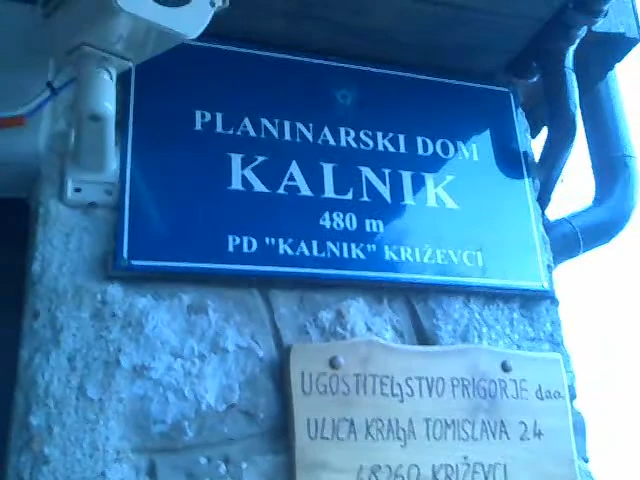 PLANINARSKI DOM
KALNIK
480 m
PD "KALNIK" KRIŽEVCI
UGOSTITELjSTVO PRIGORJE d.o.o.
ULICA KRALjA TOMISLAVA 24
48260 KRIŽEVCI